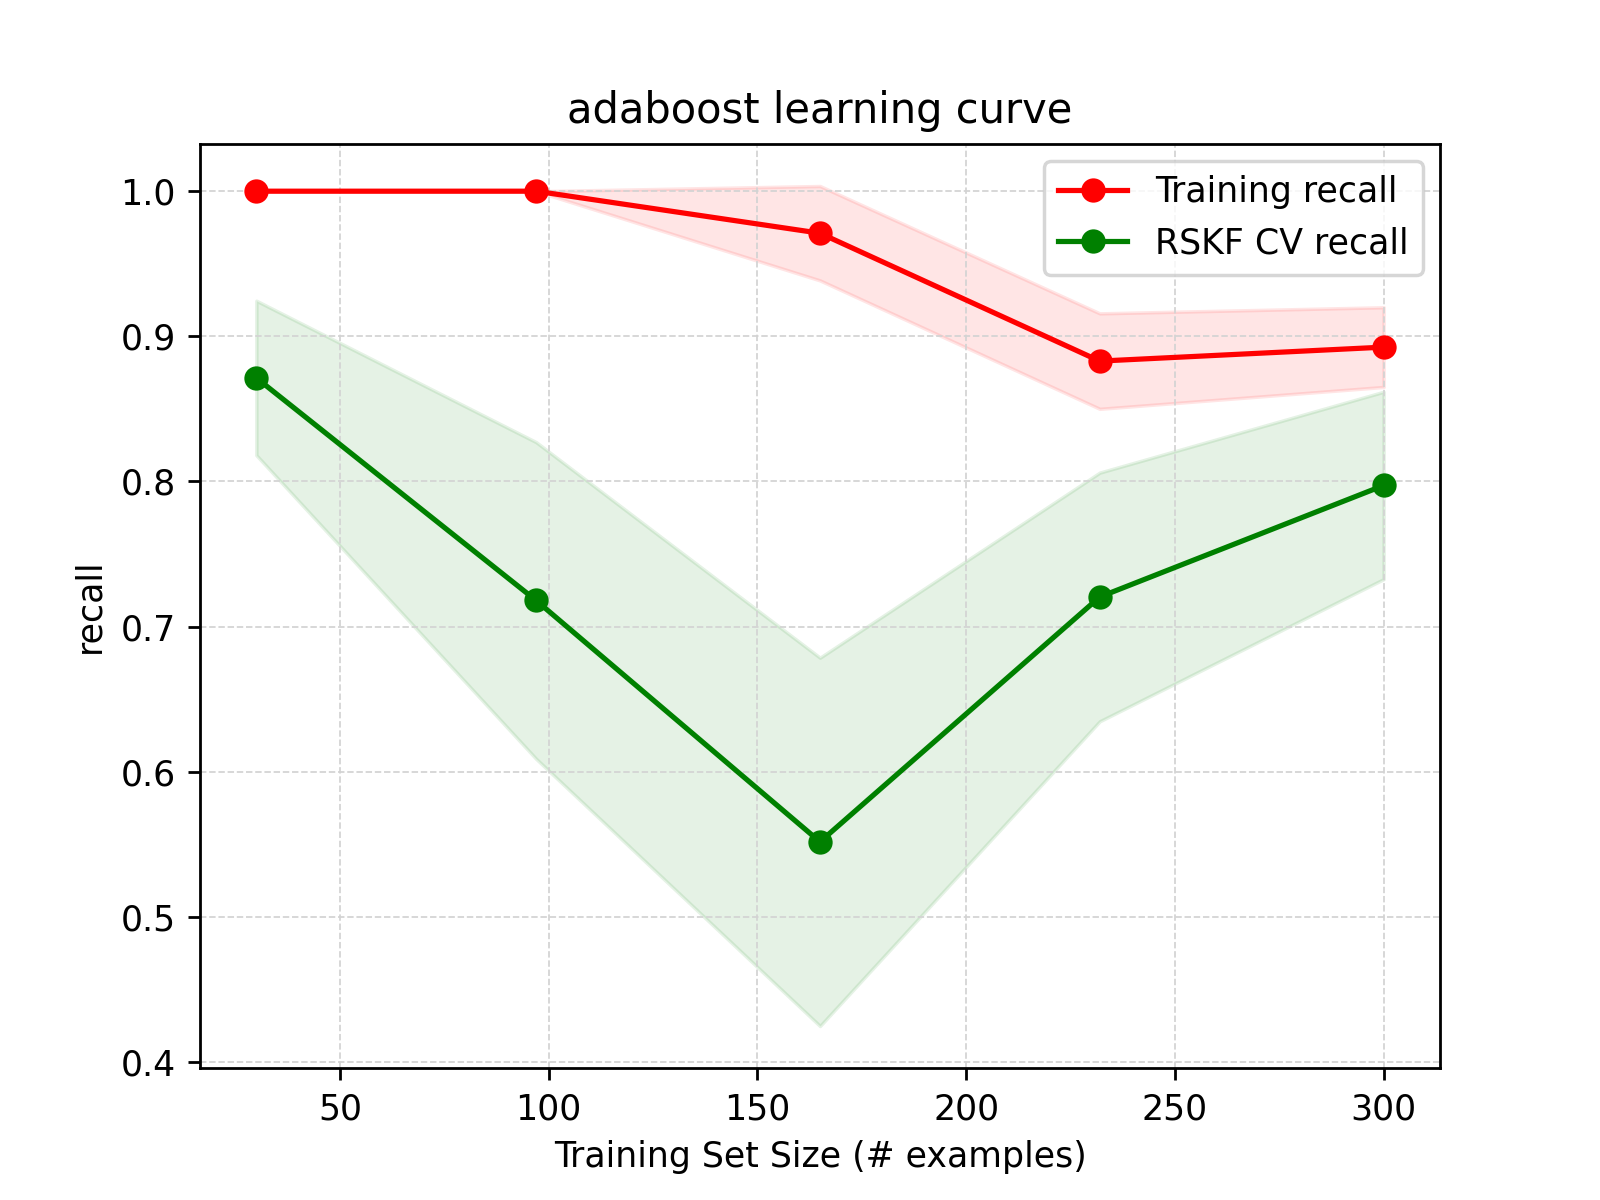 adaboost learning curve
Training recall
RSKF CV recall
1.0
0.9
0.8
0.7
0.6
0.5
0.4
recall
50 100 150 200 250 300
Training Set Size (# examples)